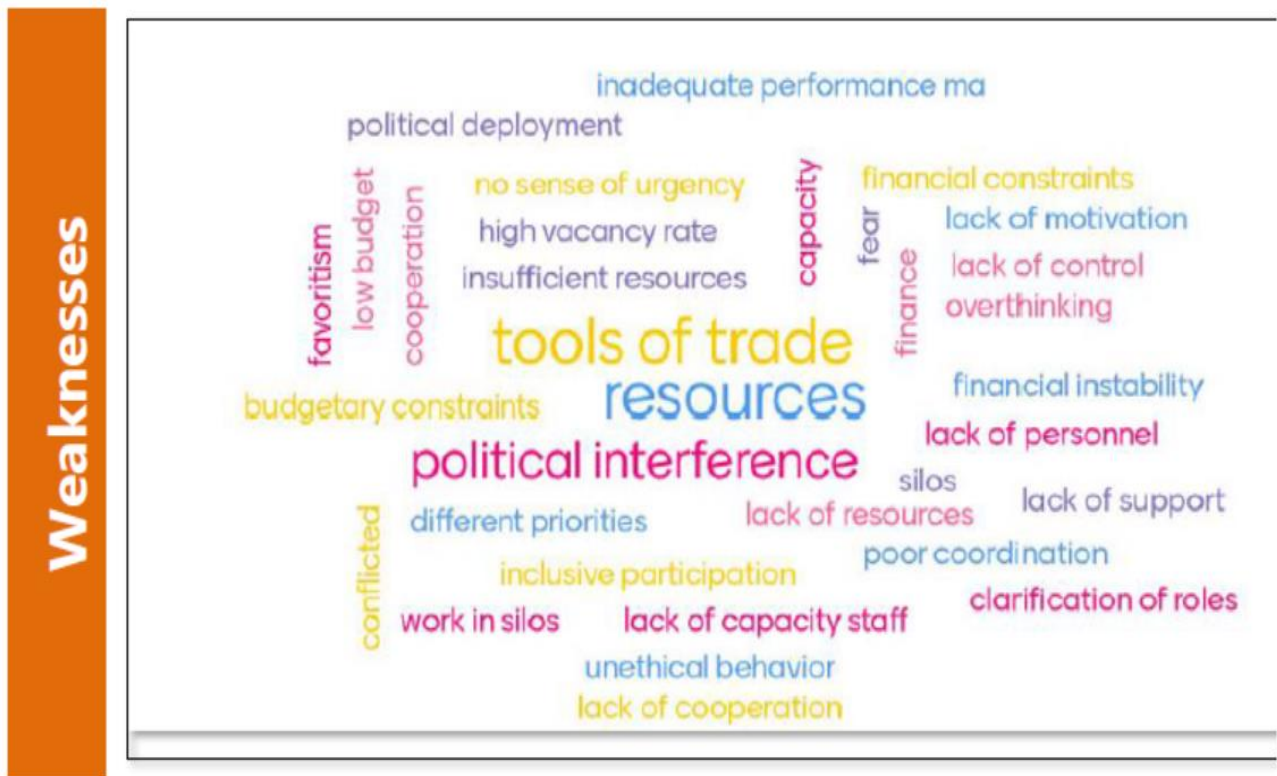 Weaknesses
inadequate performance ma
political deployment
no sense of urgency
capacity
financial constraints
favoritism
low budget
cooperation
high vacancy rate
fear
lack of motivation
insufficient resources
finance
lack of control
overthinking
tools of trade
resources
financial instability
budgetary constraints
lack of personnel
political interference
silos
lack of support
conflicted
different priorities
lack of resources
poor coordination
inclusive participation
clarification of roles
work in silos
lack of capacity staff
unethical behavior
lack of cooperation